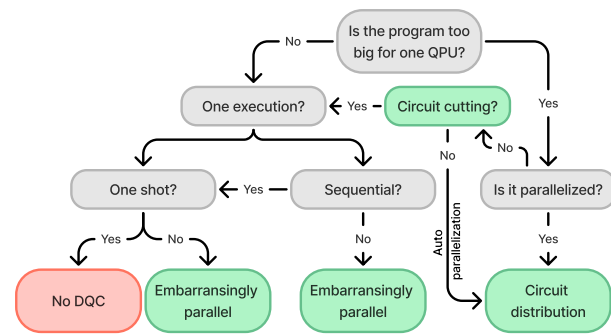 Is the program too
big for one QPU?
No
One execution?
Yes
Circuit cutting?
Yes
No
No
One shot?
Yes
Sequential?
Is it parallelized?
Auto
parallelization
Yes
No
No
Yes
No DQC
Embarransingly
parallel
Embarransingly
parallel
Circuit
distribution